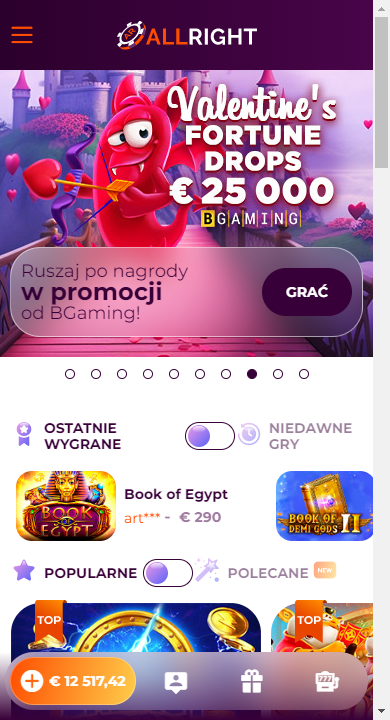 AR ALLRIGHT
Valentine's
FORTUNE
DROPS
€ 25 000
BGAMING
Ruszaj po nagrody
w promocji
od BGaming!
GRAĆ
OSTATNIE
WYGRANE
NIEDAWNE
GRY
BOOK OF
EGYPT
Book of Egypt
art*** - € 290
BOOK OF
DEMI GODS II
POPULARNE
POLECANE NEW
TOP
TOP
€ 12 517,42
777